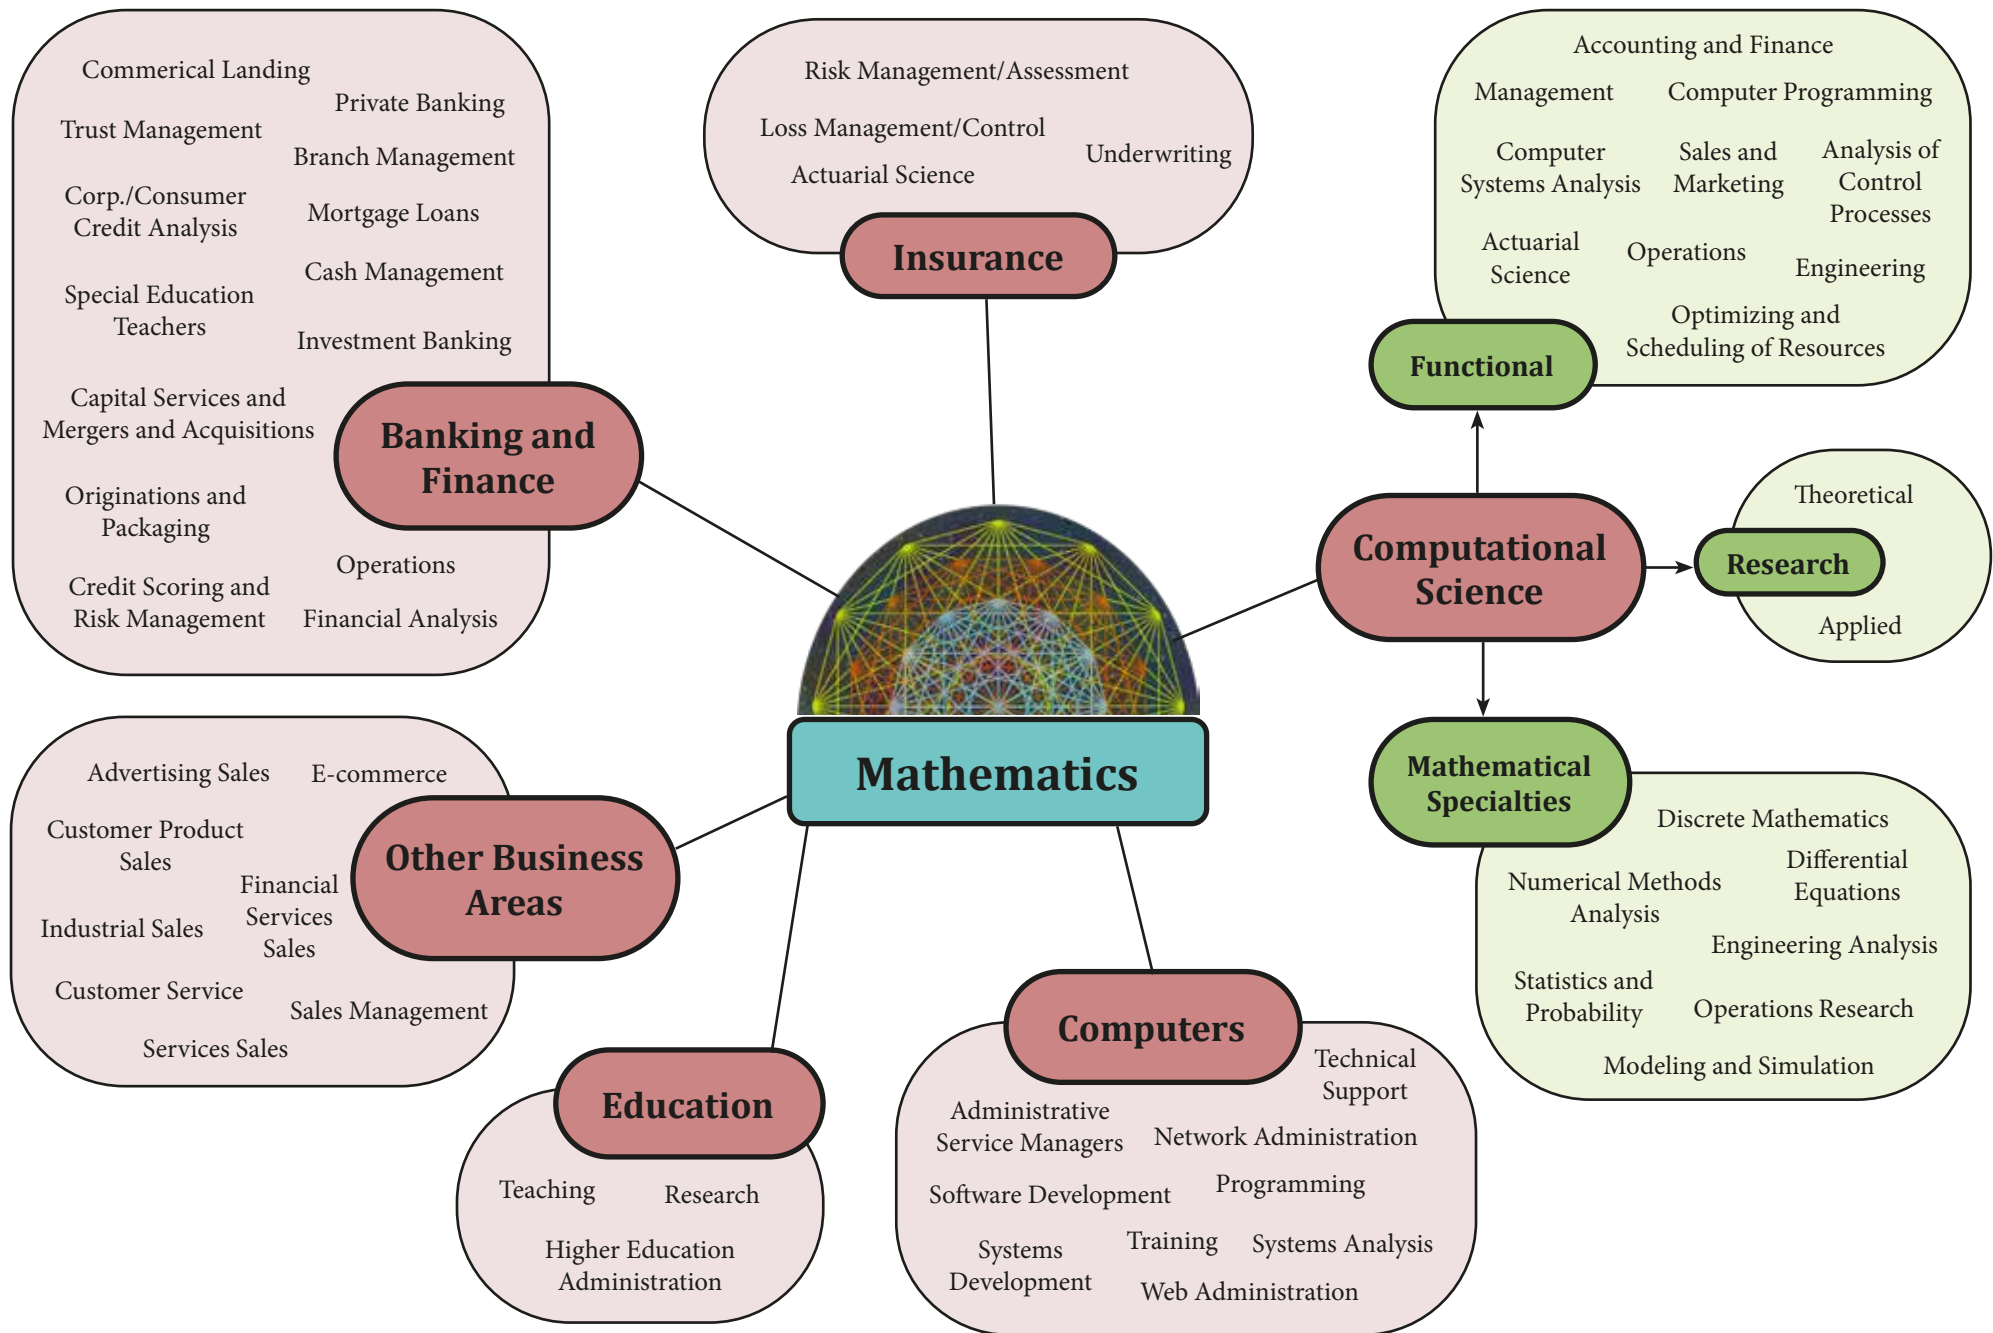 Commerical Landing
Private Banking
Trust Management
Branch Management
Corp./Consumer
Credit Analysis
Mortgage Loans
Cash Management
Special Education
Teachers
Investment Banking
Capital Services and
Mergers and Acquisitions
Banking and
Finance
Originations and
Packaging
Operations
Credit Scoring and
Risk Management
Financial Analysis
Risk Management/Assessment
Loss Management/Control
Underwriting
Actuarial Science
Insurance
Accounting and Finance
Management
Computer Programming
Computer
Systems Analysis
Sales and
Marketing
Analysis of
Control
Processes
Actuarial
Science
Operations
Engineering
Optimizing and
Scheduling of Resources
Functional
Computational
Science
Theoretical
Research
Applied
Mathematical
Specialties
Discrete Mathematics
Differential
Equations
Numerical Methods
Analysis
Engineering Analysis
Statistics and
Probability
Operations Research
Modeling and Simulation
Mathematics
Advertising Sales
E-commerce
Customer Product
Sales
Other Business
Areas
Financial
Services
Sales
Industrial Sales
Customer Service
Sales Management
Services Sales
Education
Teaching
Research
Higher Education
Administration
Computers
Technical
Support
Administrative
Service Managers
Network Administration
Software Development
Programming
Systems
Development
Training
Systems Analysis
Web Administration